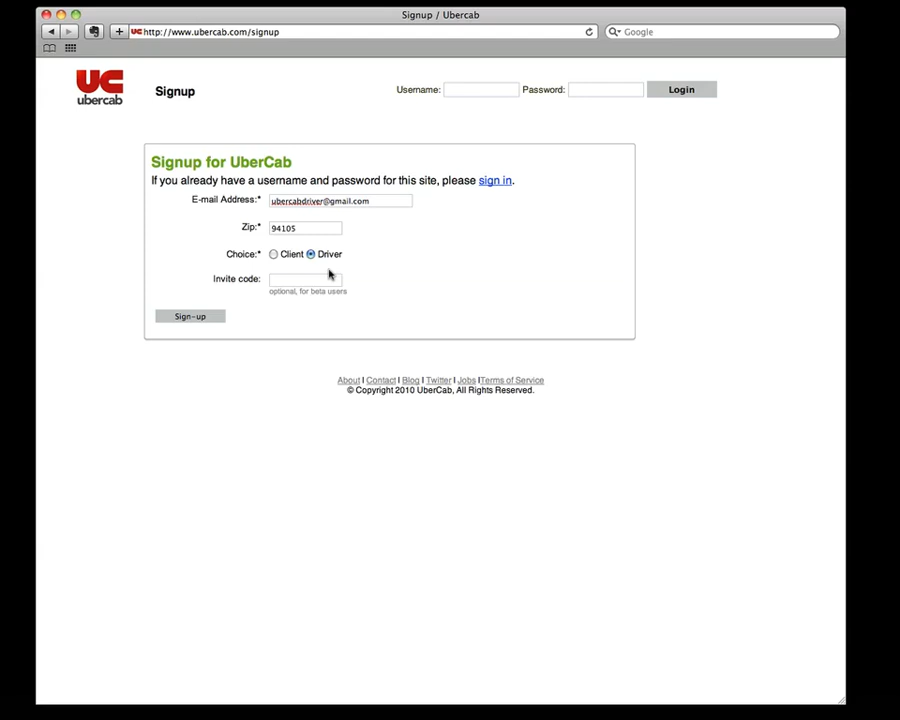 Signup / Ubercab
UC http://www.ubercab.com/signup
Google
UC
ubercab
Signup
Username:
Password:
Login
Signup for UberCab
If you already have a username and password for this site, please sign in.
E-mail Address:* ubercabdriver@gmail.com
Zip:* 94105
Choice:* Client Driver
Invite code:
optional, for beta users
Sign-up
About | Contact | Blog | Twitter | Jobs |Terms of Service
© Copyright 2010 UberCab, All Rights Reserved.